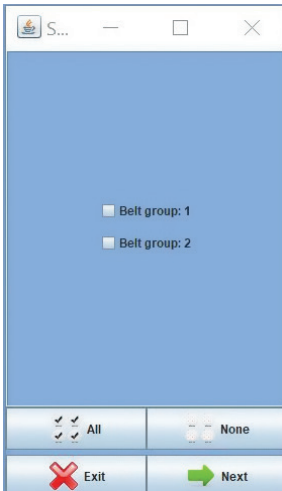 S...
Belt group: 1
Belt group: 2
All
None
Exit
Next